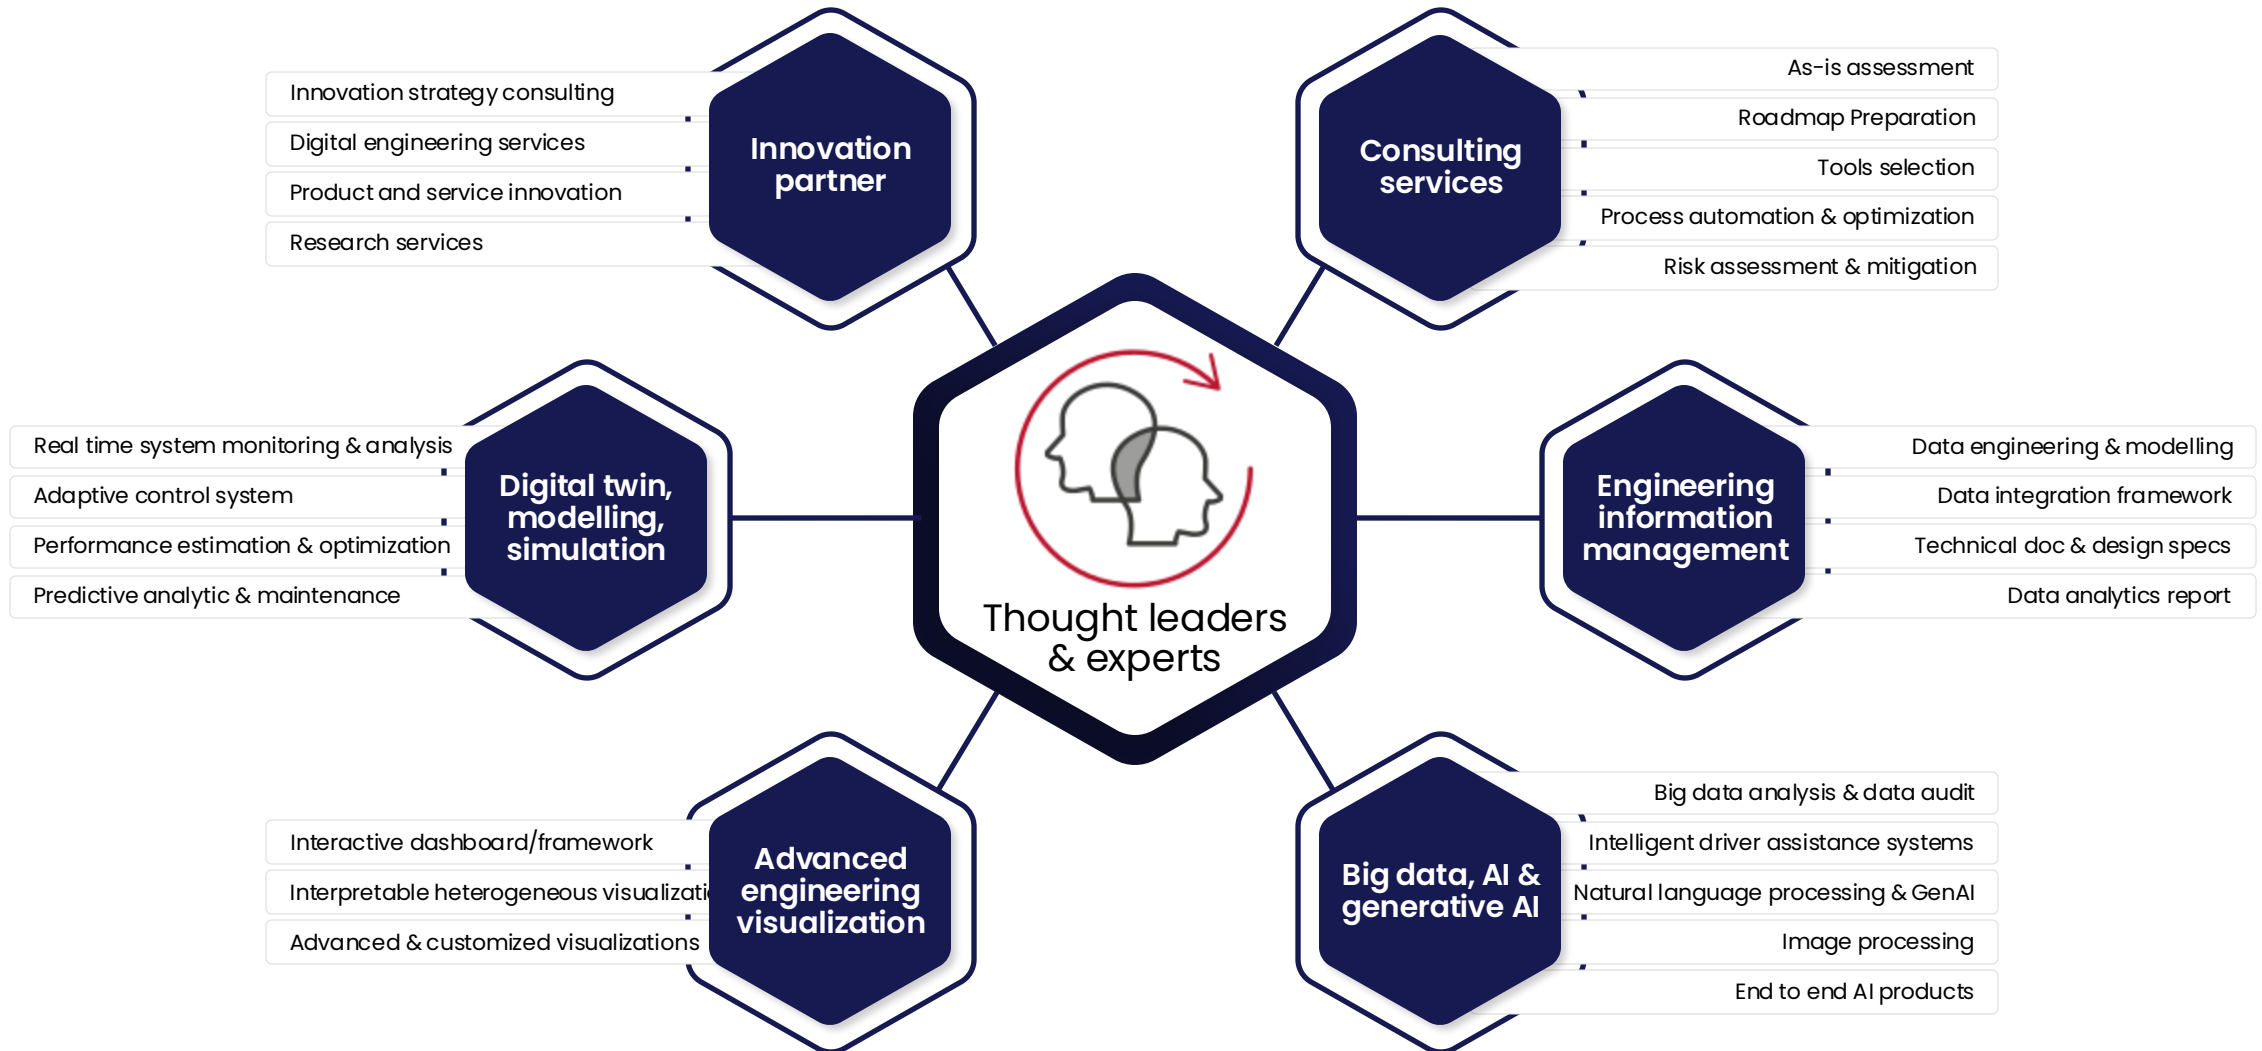 Innovation strategy consulting
Digital engineering services
Product and service innovation
Research services
Innovation
partner
Consulting
services
As-is assessment
Roadmap Preparation
Tools selection
Process automation & optimization
Risk assessment & mitigation
Real time system monitoring & analysis
Adaptive control system
Performance estimation & optimization
Predictive analytic & maintenance
Digital twin,
modelling,
simulation
Thought leaders
& experts
Engineering
information
management
Data engineering & modelling
Data integration framework
Technical doc & design specs
Data analytics report
Interactive dashboard/framework
Interpretable heterogeneous
Advanced & customized visualizations
Advanced
engineering
visualization
Big data, AI &
generative AI
Big data analysis & data audit
Intelligent driver assistance systems
Natural language processing & GenAI
Image processing
End to end AI products